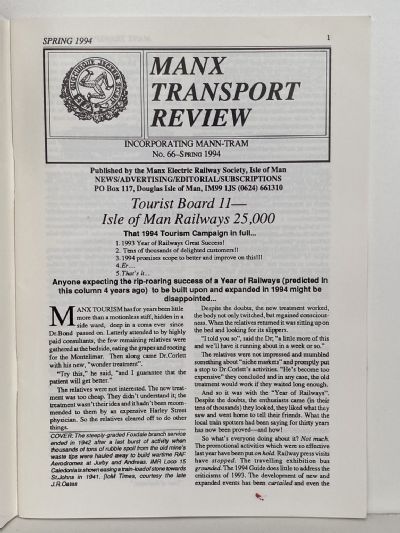 SPRING 1994
1
MANX
TRANSPORT
REVIEW
INCORPORATING MANN-TRAM
No. 66–SPRING 1994
Published by the Manx Electric Railway Society, Isle of Man
NEWS/ADVERTISING/EDITORIAL/SUBSCRIPTIONS
PO Box 117, Douglas Isle of Man, IM99 1JS (0624) 661310
Tourist Board 11—
Isle of Man Railways 25,000
That 1994 Tourism Campaign in full...
1. 1993 Year of Railways Great Success!
2. Tens of thousands of delighted customers!!
3. 1994 promises scope to better and improve on this!!!
4. Er....
5. That's it...
Anyone expecting the rip-roaring success of a Year of Railways (predicted in
this column 4 years ago) to be built upon and expanded in 1994 might be
disappointed...
MANX TOURISM has for years been little
more than a motionless stiff, hidden in a
side ward, deep in a coma ever since
Dr.Bond passed on. Latterly attended to by highly
paid consultants, the few remaining relatives were
gathered at the bedside, eating the grapes and rooting
for the Montelimar. Then along came Dr.Corlett
with his new, "wonder treatment".
"Try this," he said, "and I guarantee that the
patient will get better."
The relatives were not interested. The new treat-
ment was too cheap. They didn't understand it; the
treatment wasn't their idea and it hadn't been recom-
mended to them by an expensive Harley Street
physician. So the relatives cleared off to do other
things.
COVER: The steeply-graded Foxdale branch service
ended in 1942 after a last burst of activity when
thousands of tons of rubble spoil from the old mine's
waste tips were hauled away to build wartime RAF
Aerodromes at Jurby and Andreas. IMR Loco 15
Caledonia is shown easing a train-load of stone towards
St.Johns in 1941. (IoM Times, courtesy the late
J.R.Oates
Despite the doubts, the new treatment worked,
the body not only twitched, but regained conscious-
ness. When the relatives returned it was sitting up on
the bed and looking for its slippers.
"I told you so", said the Dr, "a little more of this
and we'll have it running about in a week or so."
The relatives were not impressed and mumbled
something about "niche markets" and promptly put
a stop to Dr.Corlett's activities. "He's become too
expensive" they concluded and in any case, the old
treatment would work if they waited long enough.
And so it was with the "Year of Railways".
Despite the doubts, the enthusiasts came (in their
tens of thousands) they looked, they liked what they
saw and went home to tell their friends. What the
local train spotters had been saying for thirty years
has now been proved—and how!
So what's everyone doing about it? Not much.
The promotional activities which were so effective
last year have been put on hold. Railway press visits
have stopped. The travelling exhibition bus
grounded. The 1994 Guide does little to address the
criticisms of 1993. The development of new and
expanded events has been curtailed and even the